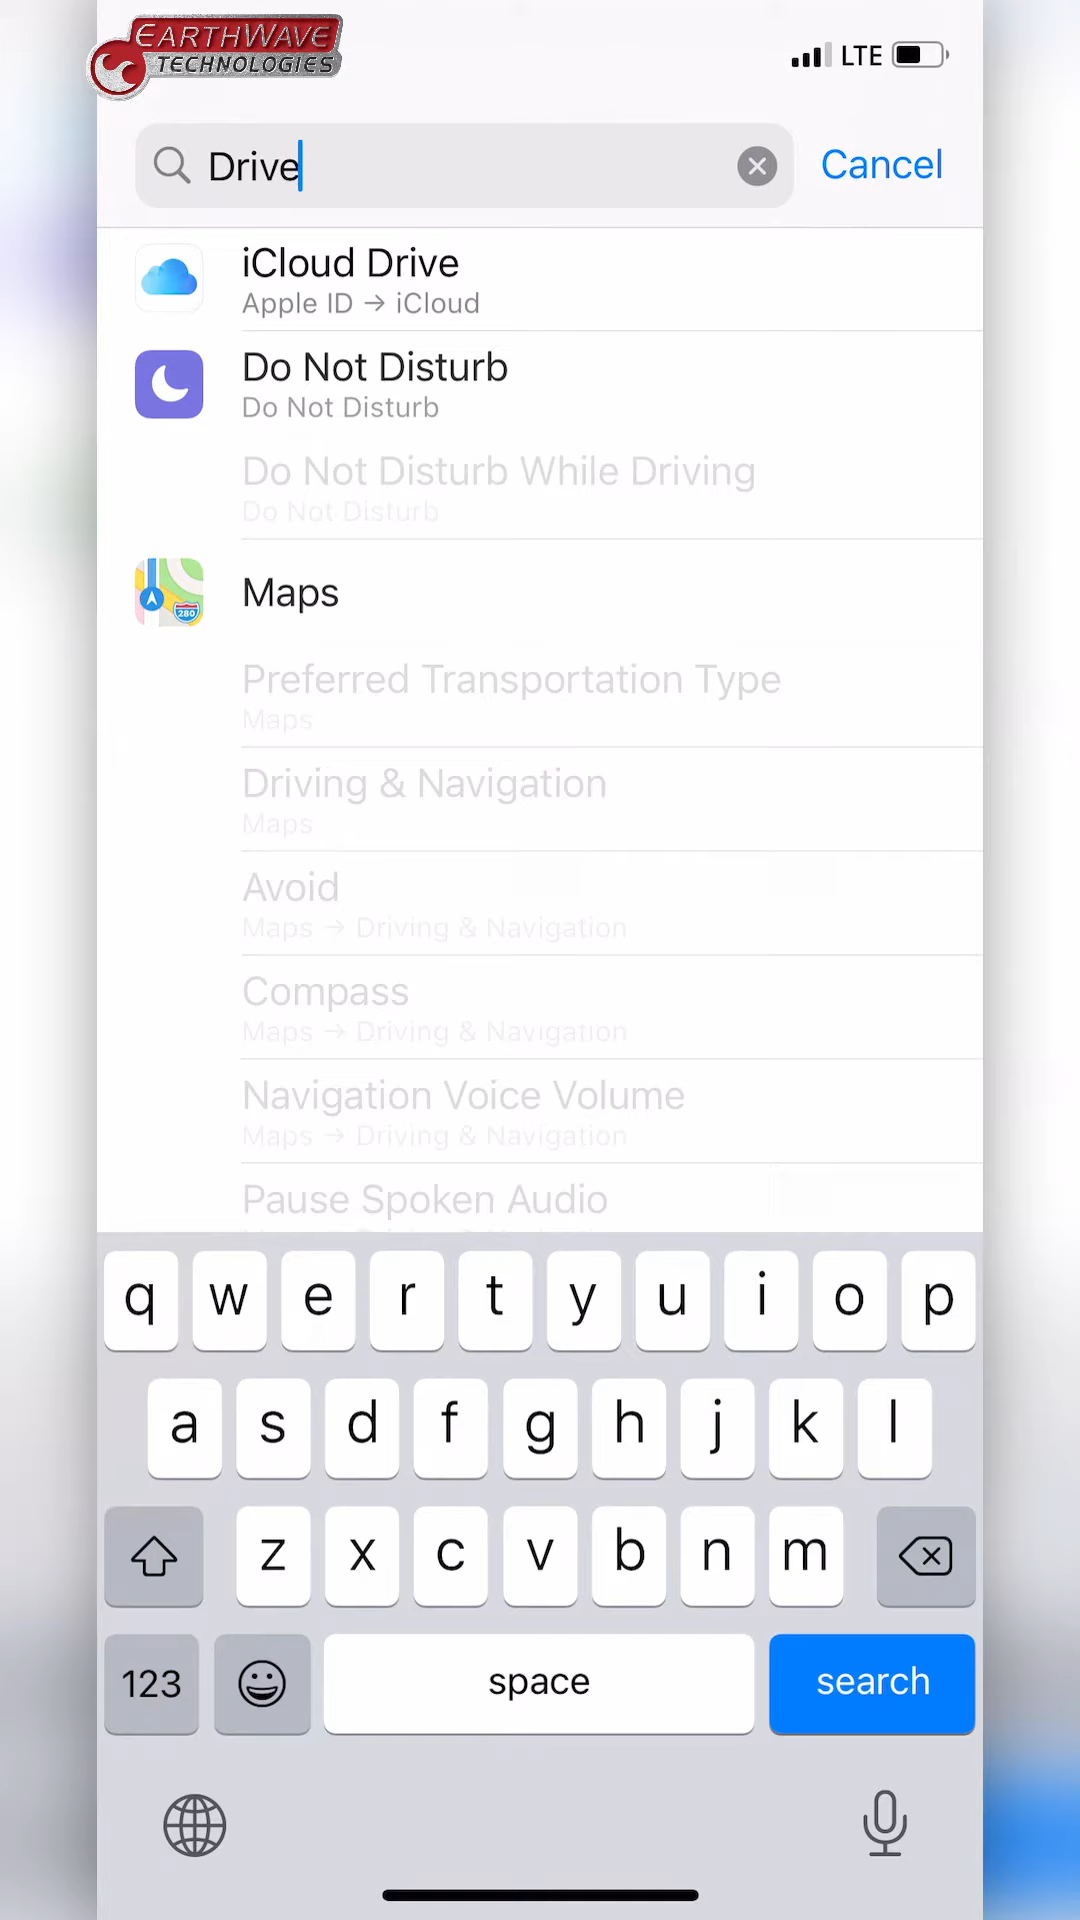 EARTHWAVE
TECHNOLOGIES
LTE
Drive
Cancel
iCloud Drive
Apple ID → iCloud
Do Not Disturb
Do Not Disturb
Do Not Disturb While Driving
Do Not Disturb
280
Maps
Preferred Transportation Type
Maps
Driving & Navigation
Maps
Avoid
Maps → Driving & Navigation
Compass
Maps → Driving & Navigation
Navigation Voice Volume
Maps → Driving & Navigation
Pause Spoken Audio
q w e r t y u i o p
a s d f g h j k l
z x c v b n m
123 space search